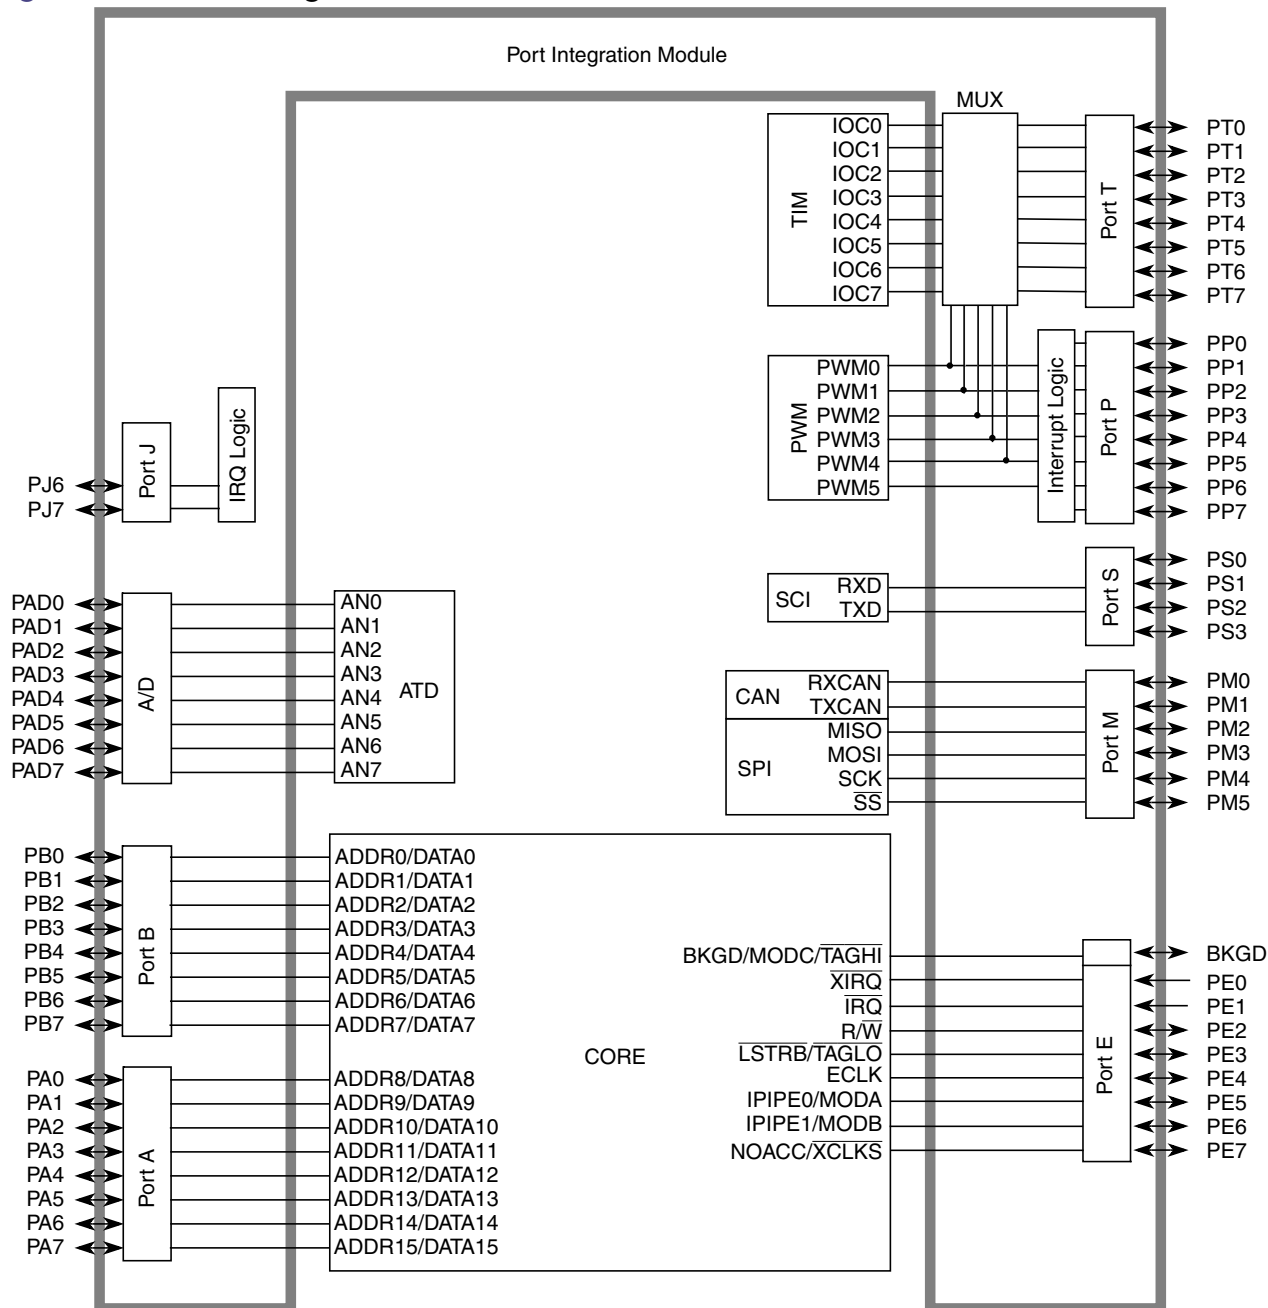 Port Integration Module
MUX
TIM
IOC0
IOC1
IOC2
IOC3
IOC4
IOC5
IOC6
IOC7
Port T
PT0
PT1
PT2
PT3
PT4
PT5
PT6
PT7
PWM
PWM0
PWM1
PWM2
PWM3
PWM4
PWM5
Interrupt Logic
Port P
PP0
PP1
PP2
PP3
PP4
PP5
PP6
PP7
PJ6
PJ7
Port J
IRQ Logic
SCI
RXD
TXD
Port S
PS0
PS1
PS2
PS3
PAD0
PAD1
PAD2
PAD3
PAD4
PAD5
PAD6
PAD7
A/D
AN0
AN1
AN2
AN3
AN4
AN5
AN6
AN7
ATD
CAN
RXCAN
TXCAN
SPI
MISO
MOSI
SCK
SS
Port M
PM0
PM1
PM2
PM3
PM4
PM5
PB0
PB1
PB2
PB3
PB4
PB5
PB6
PB7
Port B
ADDR0/DATA0
ADDR1/DATA1
ADDR2/DATA2
ADDR3/DATA3
ADDR4/DATA4
ADDR5/DATA5
ADDR6/DATA6
ADDR7/DATA7
PA0
PA1
PA2
PA3
PA4
PA5
PA6
PA7
Port A
ADDR8/DATA8
ADDR9/DATA9
ADDR10/DATA10
ADDR11/DATA11
ADDR12/DATA12
ADDR13/DATA13
ADDR14/DATA14
ADDR15/DATA15
CORE
BKGD/MODC/TAGHI
XIRQ
IRQ
R/W
LSTRB/TAGLO
ECLK
IPIPE0/MODA
IPIPE1/MODB
NOACC/XCLKS
Port E
BKGD
PE0
PE1
PE2
PE3
PE4
PE5
PE6
PE7